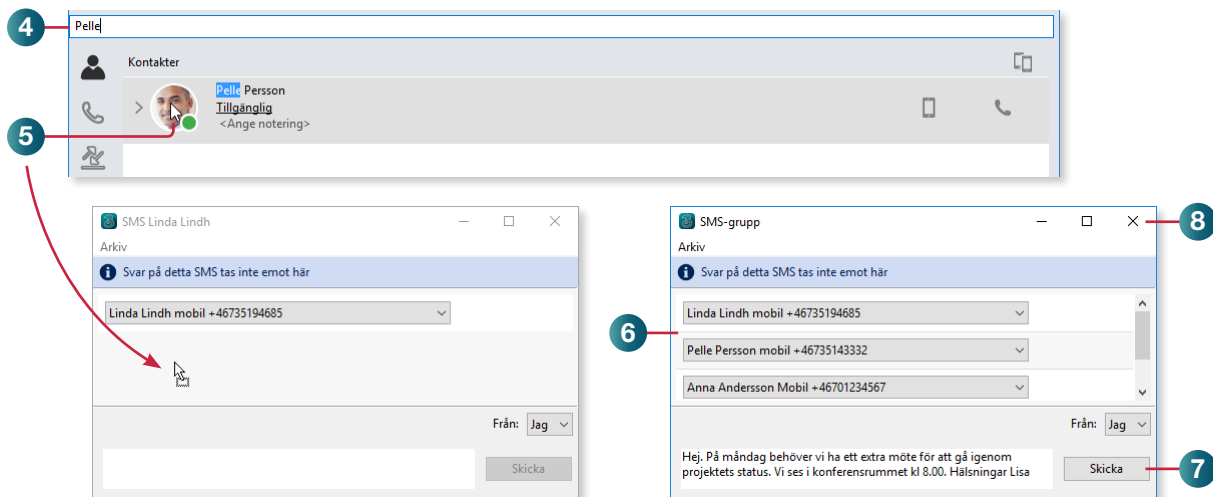 4
Pelle
Kontakter
Pelle Persson
Tillgänglig
<Ange notering>
5
SMS Linda Lindh
Arkiv
Svar på detta SMS tas inte emot här
Linda Lindh mobil +46735194685
Från: Jag
Skicka
SMS-grupp
8
Arkiv
Svar på detta SMS tas inte emot här
6
Linda Lindh mobil +46735194685
Pelle Persson mobil +46735143332
Anna Andersson Mobil +46701234567
Från: Jag
Hej. På måndag behöver vi ha ett extra möte för att gå igenom
projektets status. Vi ses i konferensrummet kl 8.00. Hälsningar Lisa
Skicka
7